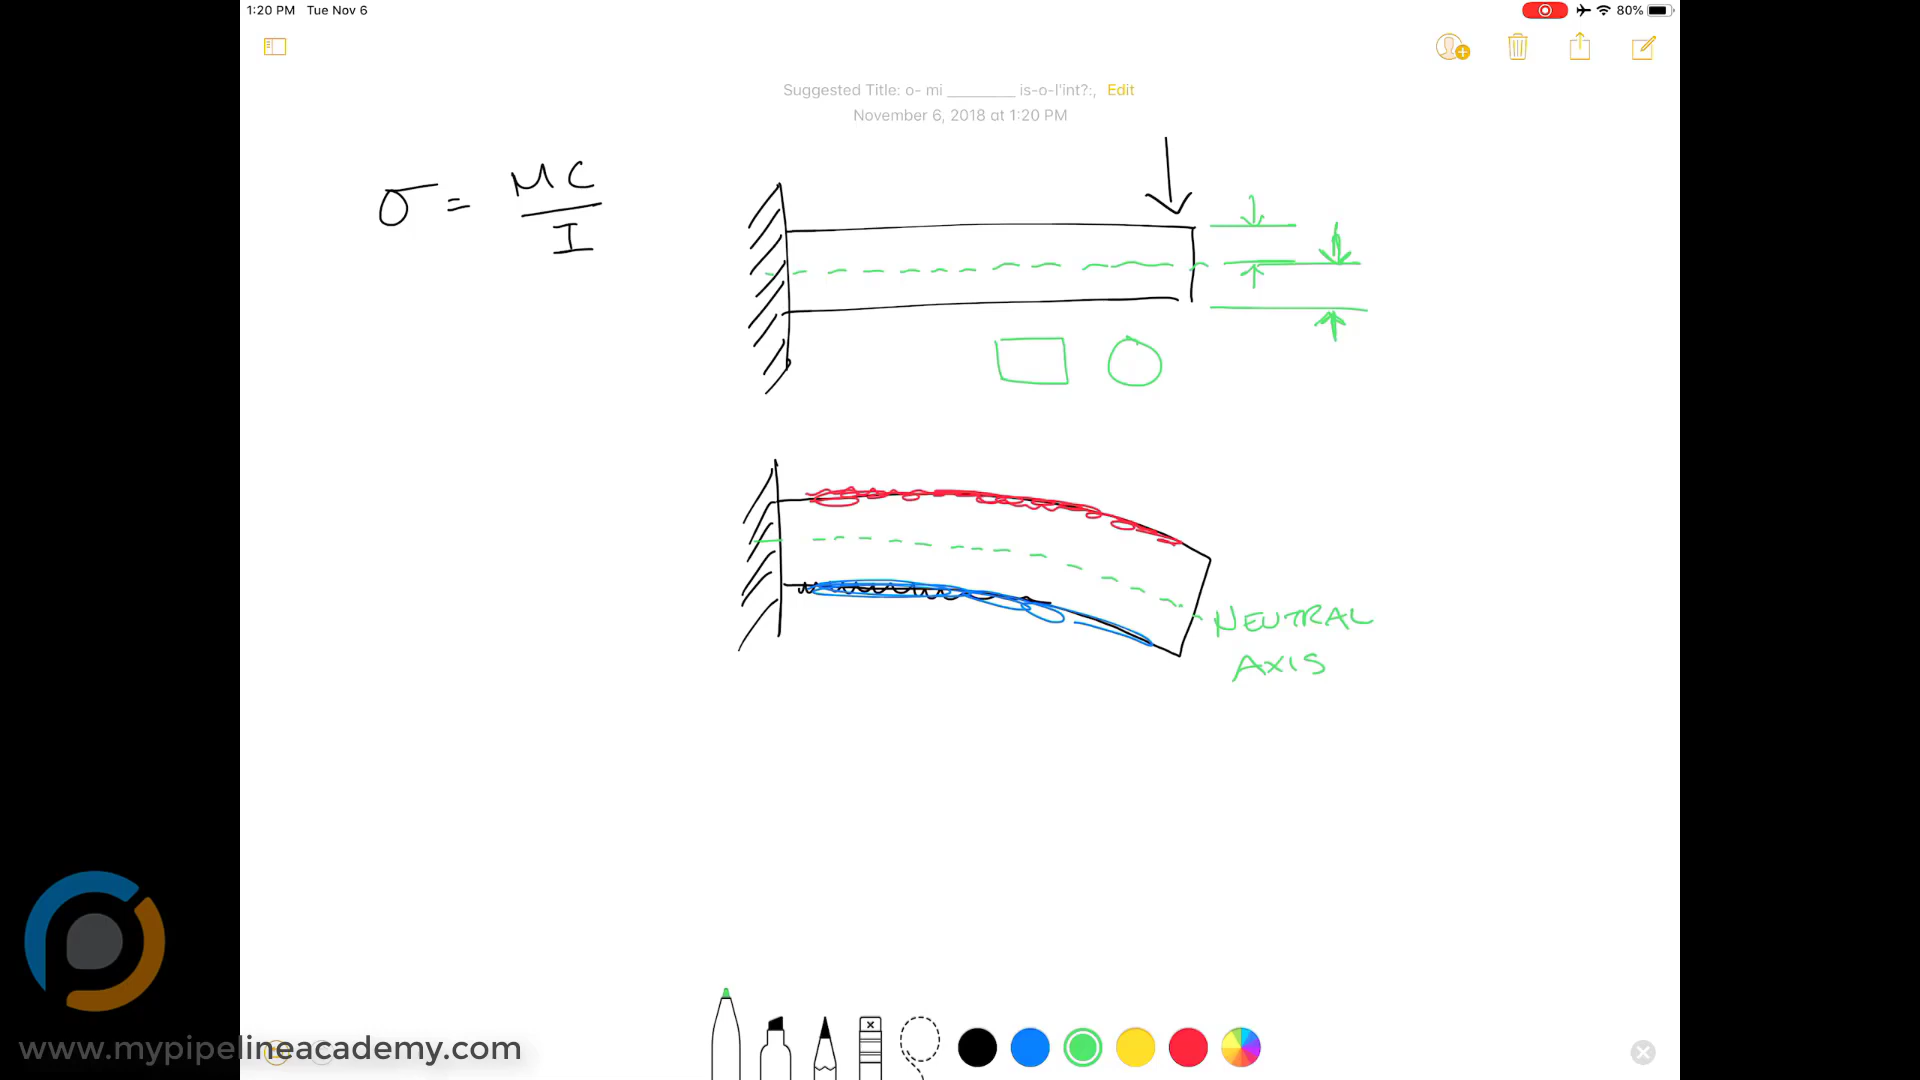 1:20 PM Tue Nov 6
80%
Suggested Title: o- mi ________ is-o-l'int?:, Edit
November 6, 2018 at 1:20 PM
σ = MC
I
NEUTRAL
AXIS
www.mypipelineacademy.com